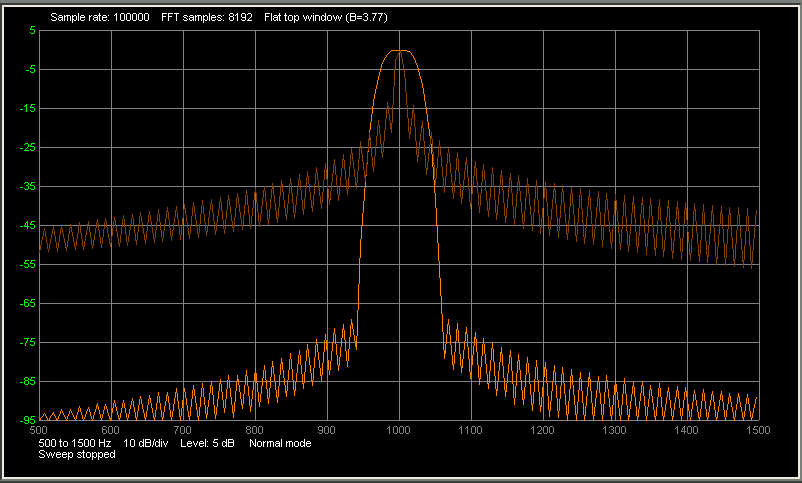 Sample rate: 100000 FFT samples: 8192 Flat top window (B=3.77)
5
-5
-15
-25
-35
-45
-55
-65
-75
-85
-95
500 600 700 800 900 1000 1100 1200 1300 1400 1500
500 to 1500 Hz 10 dB/div Level: 5 dB Normal mode
Sweep stopped